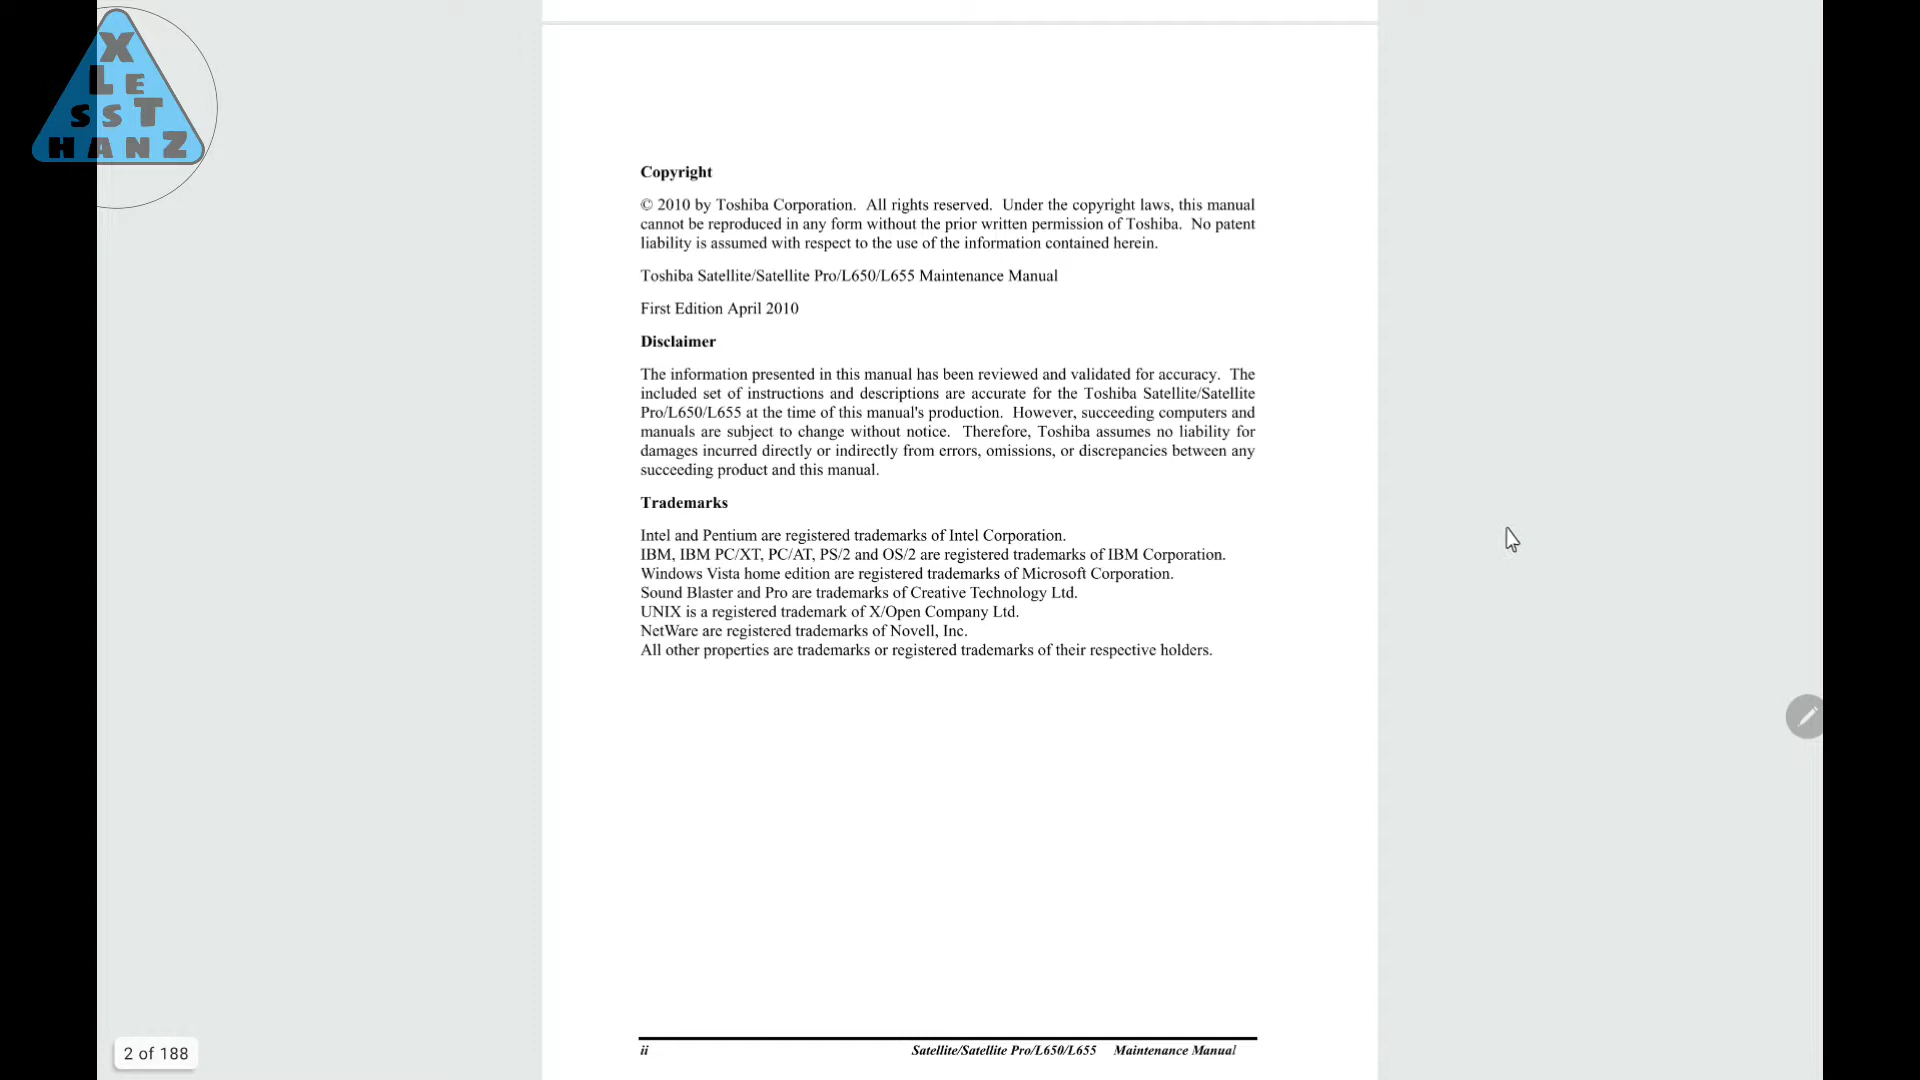 X
LE
SST
HANZ
Copyright
© 2010 by Toshiba Corporation. All rights reserved. Under the copyright laws, this manual
cannot be reproduced in any form without the prior written permission of Toshiba. No patent
liability is assumed with respect to the use of the information contained herein.
Toshiba Satellite/Satellite Pro/L650/L655 Maintenance Manual
First Edition April 2010
Disclaimer
The information presented in this manual has been reviewed and validated for accuracy. The
included set of instructions and descriptions are accurate for the Toshiba Satellite/Satellite
Pro/L650/L655 at the time of this manual's production. However, succeeding computers and
manuals are subject to change without notice. Therefore, Toshiba assumes no liability for
damages incurred directly or indirectly from errors, omissions, or discrepancies between any
succeeding product and this manual.
Trademarks
Intel and Pentium are registered trademarks of Intel Corporation.
IBM, IBM PC/XT, PC/AT, PS/2 and OS/2 are registered trademarks of IBM Corporation.
Windows Vista home edition are registered trademarks of Microsoft Corporation.
Sound Blaster and Pro are trademarks of Creative Technology Ltd.
UNIX is a registered trademark of X/Open Company Ltd.
NetWare are registered trademarks of Novell, Inc.
All other properties are trademarks or registered trademarks of their respective holders.
ii Satellite/Satellite Pro/L650/L655 Maintenance Manual
2 of 188